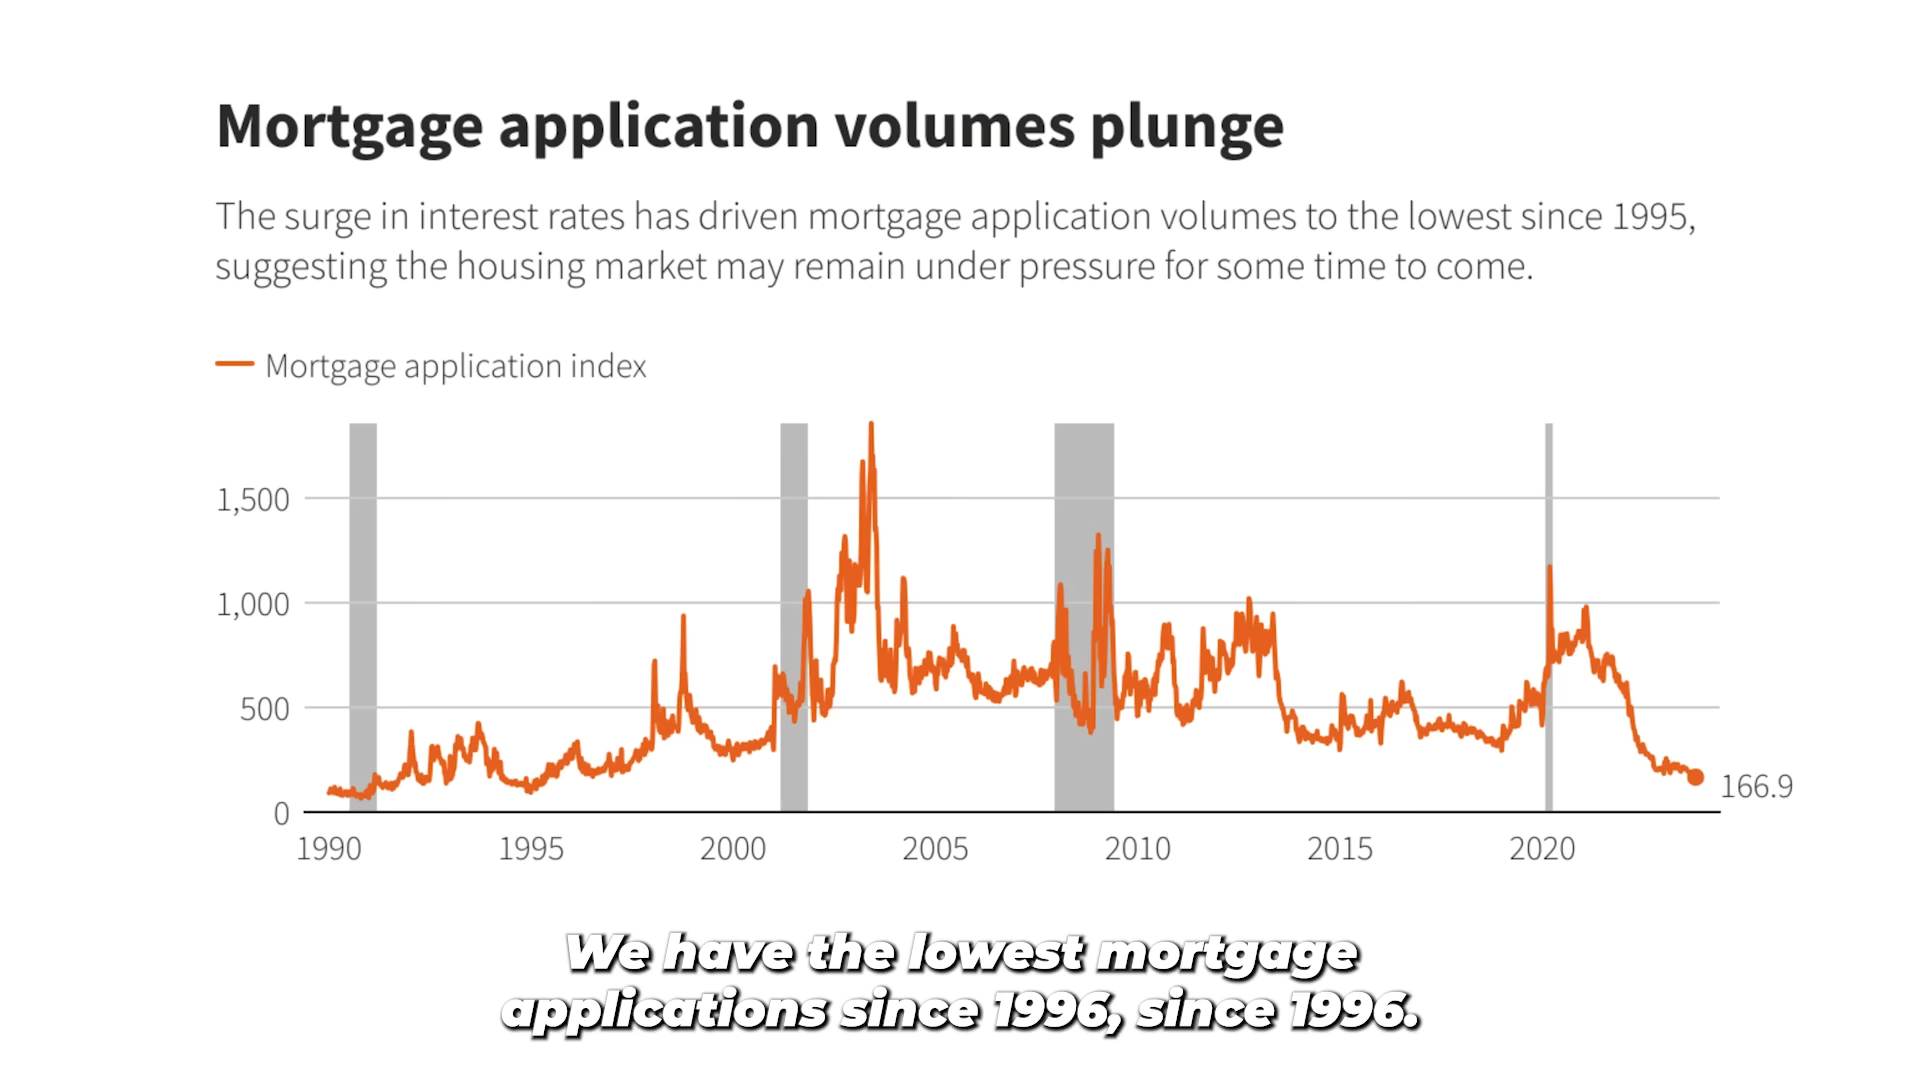 Mortgage application volumes plunge
The surge in interest rates has driven mortgage application volumes to the lowest since 1995,
suggesting the housing market may remain under pressure for some time to come.
Mortgage application index
1,500
1,000
500
0
166.9
1990 1995 2000 2005 2010 2015 2020
We have the lowest mortgage
applications since 1996, since 1996.